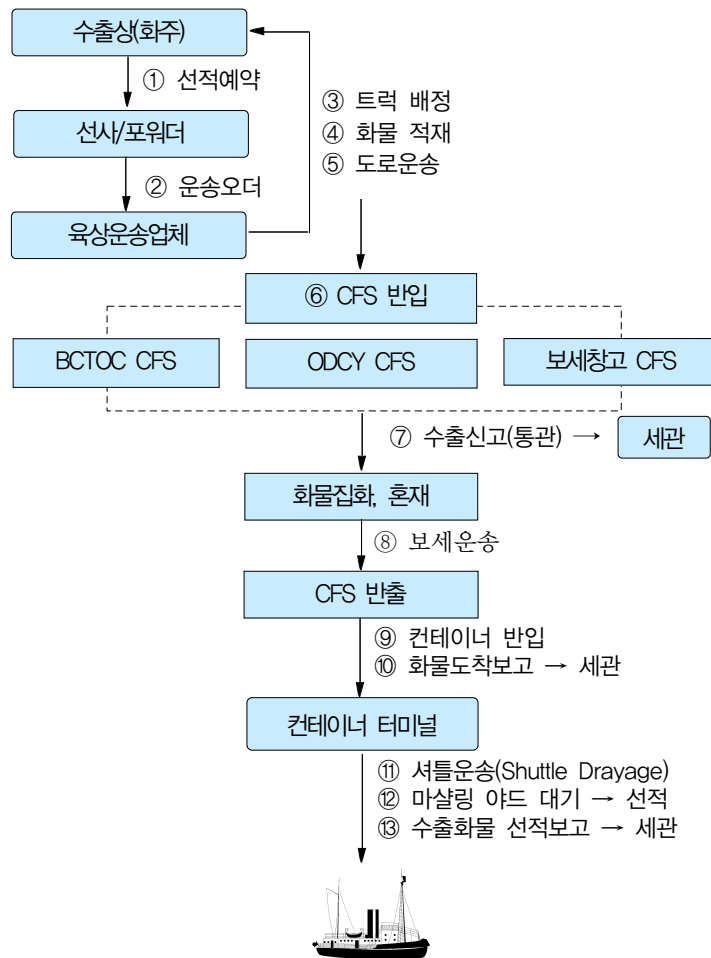 수출상(화주)
① 선적예약
선사/포워더
② 운송오더
육상운송업체
③ 트럭 배정
④ 화물 적재
⑤ 도로운송
⑥ CFS 반입
BCTOC CFS
ODCY CFS
보세창고 CFS
⑦ 수출신고(통관) → 세관
화물집화, 혼재
⑧ 보세운송
CFS 반출
⑨ 컨테이너 반입
⑩ 화물도착보고 → 세관
컨테이너 터미널
⑪ 셔틀운송(Shuttle Drayage)
⑫ 마샬링 야드 대기 → 선적
⑬ 수출화물 선적보고 → 세관